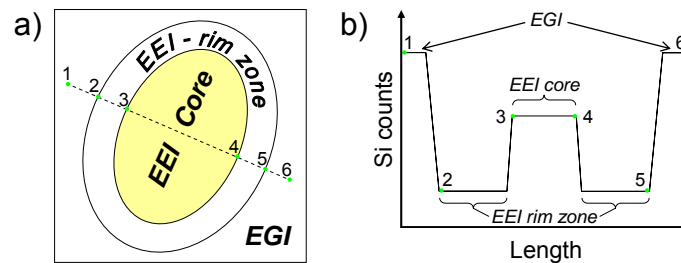 a)
EEI - rim zone
1
2
3
EEI Core
4
5
6
EGI
b)
Si counts
1
EGI
6
EEI core
3
4
2
5
EEI rim zone
Length